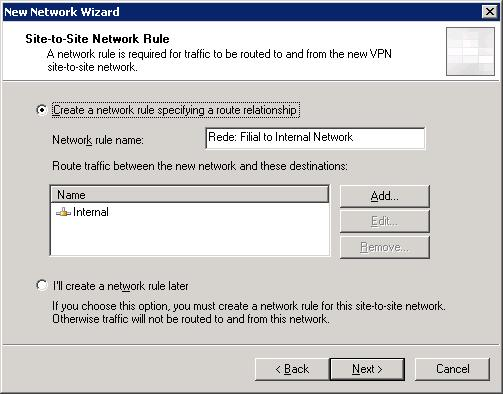 New Network Wizard
Site-to-Site Network Rule
A network rule is required for traffic to be routed to and from the new VPN
site-to-site network.
Create a network rule specifying a route relationship
Network rule name:
Rede: Filial to Internal Network
Route traffic between the new network and these destinations:
Name
Internal
Add...
Edit...
Remove...
I'll create a network rule later
If you choose this option, you must create a network rule for this site-to-site network.
Otherwise traffic will not be routed to and from this network.
< Back
Next >
Cancel